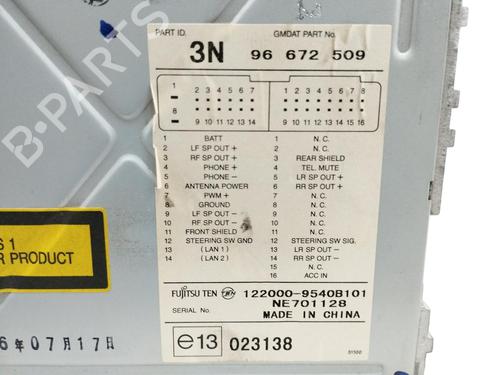 PART ID. GMDAT PART No.
3N 96 672 509
1 2 3 4 5 6 7 1 2 3 4 5 6 7 8
8 9 10 11 12 13 14 9 10 11 12 13 14 15 16
1 BATT 1 N.C.
2 LF SP OUT + 2 N.C.
3 RF SP OUT + 3 REAR SHIELD
4 PHONE + 4 TEL. MUTE
5 PHONE - 5 LR SP OUT +
6 ANTENNA POWER 6 RR SP OUT +
7 PWM + 7 N.C.
8 GROUND 8 N.C.
9 LF SP OUT - 9 N.C.
10 RF SP OUT - 10 N.C.
11 FRONT SHIELD 11 N.C.
12 STEERING SW GND 12 STEERING SW SIG.
13 (LAN 1) 13 LR SP OUT -
14 (LAN 2) 14 RR SP OUT -
15 N.C.
16 ACC IN
FUJITSU TEN 122000-9540B101
SERIAL No. NE701128
MADE IN CHINA
e13 023138
51500
S 1
R PRODUCT
6年07月17日
B-PARTS